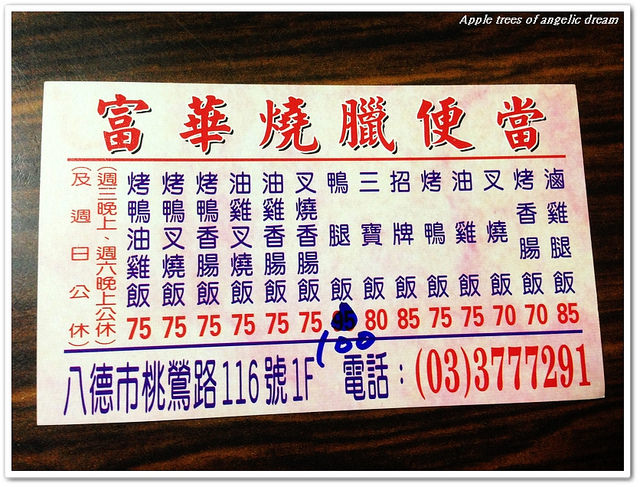 Apple trees of angelic dream
富華燒臘便當
滷雞腿飯 85
烤香腸飯 70
叉燒飯 70
油雞飯 75
烤鴨飯 75
招牌飯 85
三寶飯 80
鴨腿飯 95 100
叉燒香腸飯 75
油雞香腸飯 75
油雞叉燒飯 75
烤鴨香腸飯 75
烤鴨叉燒飯 75
烤鴨油雞飯 75
(週三晚上、週六晚上公休)
(及週日公休)
八德市桃鶯路116號1F 電話：(03)3777291